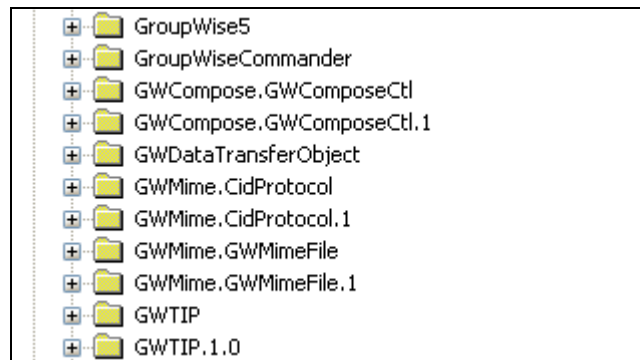 GroupWise5
GroupWiseCommander
GWCompose.GWComposeCtl
GWCompose.GWComposeCtl.1
GWDataTransferObject
GWMime.CidProtocol
GWMime.CidProtocol.1
GWMime.GWMimeFile
GWMime.GWMimeFile.1
GWTIP
GWTIP.1.0